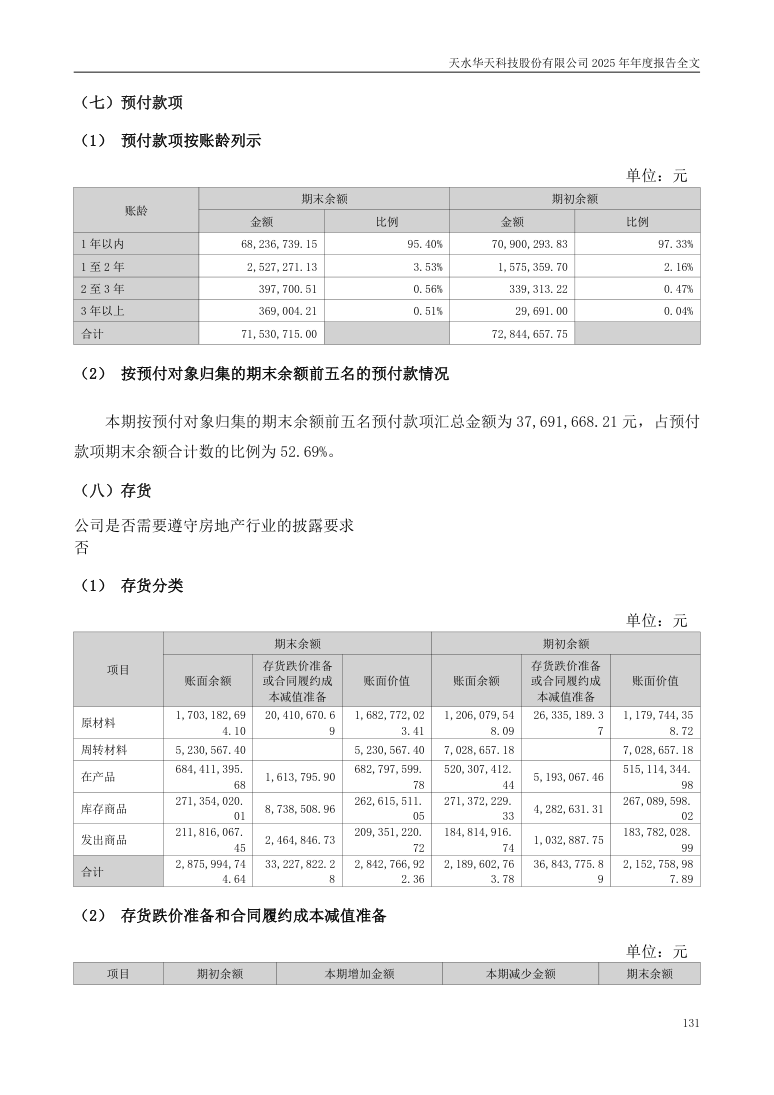 天水华天科技股份有限公司 2025 年年度报告全文
（七）预付款项
（1） 预付款项按账龄列示
单位：元
账龄 期末余额 期初余额
金额 比例 金额 比例
1 年以内 68,236,739.15 95.40% 70,900,293.83 97.33%
1 至 2 年 2,527,271.13 3.53% 1,575,359.70 2.16%
2 至 3 年 397,700.51 0.56% 339,313.22 0.47%
3 年以上 369,004.21 0.51% 29,691.00 0.04%
合计 71,530,715.00 72,844,657.75
（2） 按预付对象归集的期末余额前五名的预付款情况
本期按预付对象归集的期末余额前五名预付款项汇总金额为 37,691,668.21 元，占预付
款项期末余额合计数的比例为 52.69%。
（八）存货
公司是否需要遵守房地产行业的披露要求
否
（1） 存货分类
单位：元
项目 期末余额 期初余额
账面余额 存货跌价准备或合同履约成本减值准备 账面价值 账面余额 存货跌价准备或合同履约成本减值准备 账面价值
原材料 1,703,182,694.10 20,410,670.69 1,682,772,023.41 1,206,079,548.09 26,335,189.37 1,179,744,358.72
周转材料 5,230,567.40 5,230,567.40 7,028,657.18 7,028,657.18
在产品 684,411,395.68 1,613,795.90 682,797,599.78 520,307,412.44 5,193,067.46 515,114,344.98
库存商品 271,354,020.01 8,738,508.96 262,615,511.05 271,372,229.33 4,282,631.31 267,089,598.02
发出商品 211,816,067.45 2,464,846.73 209,351,220.72 184,814,916.74 1,032,887.75 183,782,028.99
合计 2,875,994,744.64 33,227,822.28 2,842,766,922.36 2,189,602,763.78 36,843,775.89 2,152,758,987.89
（2） 存货跌价准备和合同履约成本减值准备
单位：元
项目 期初余额 本期增加金额 本期减少金额 期末余额
131